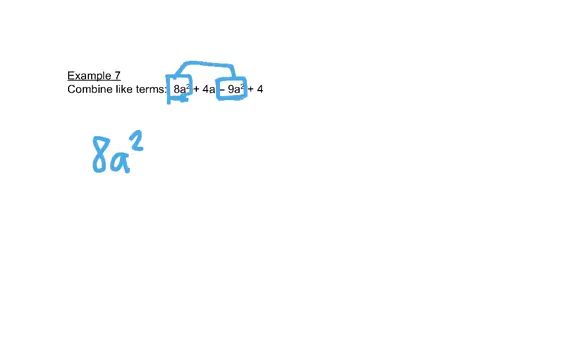 Example 7
Combine like terms: 8a² + 4a – 9a² + 4
8a²